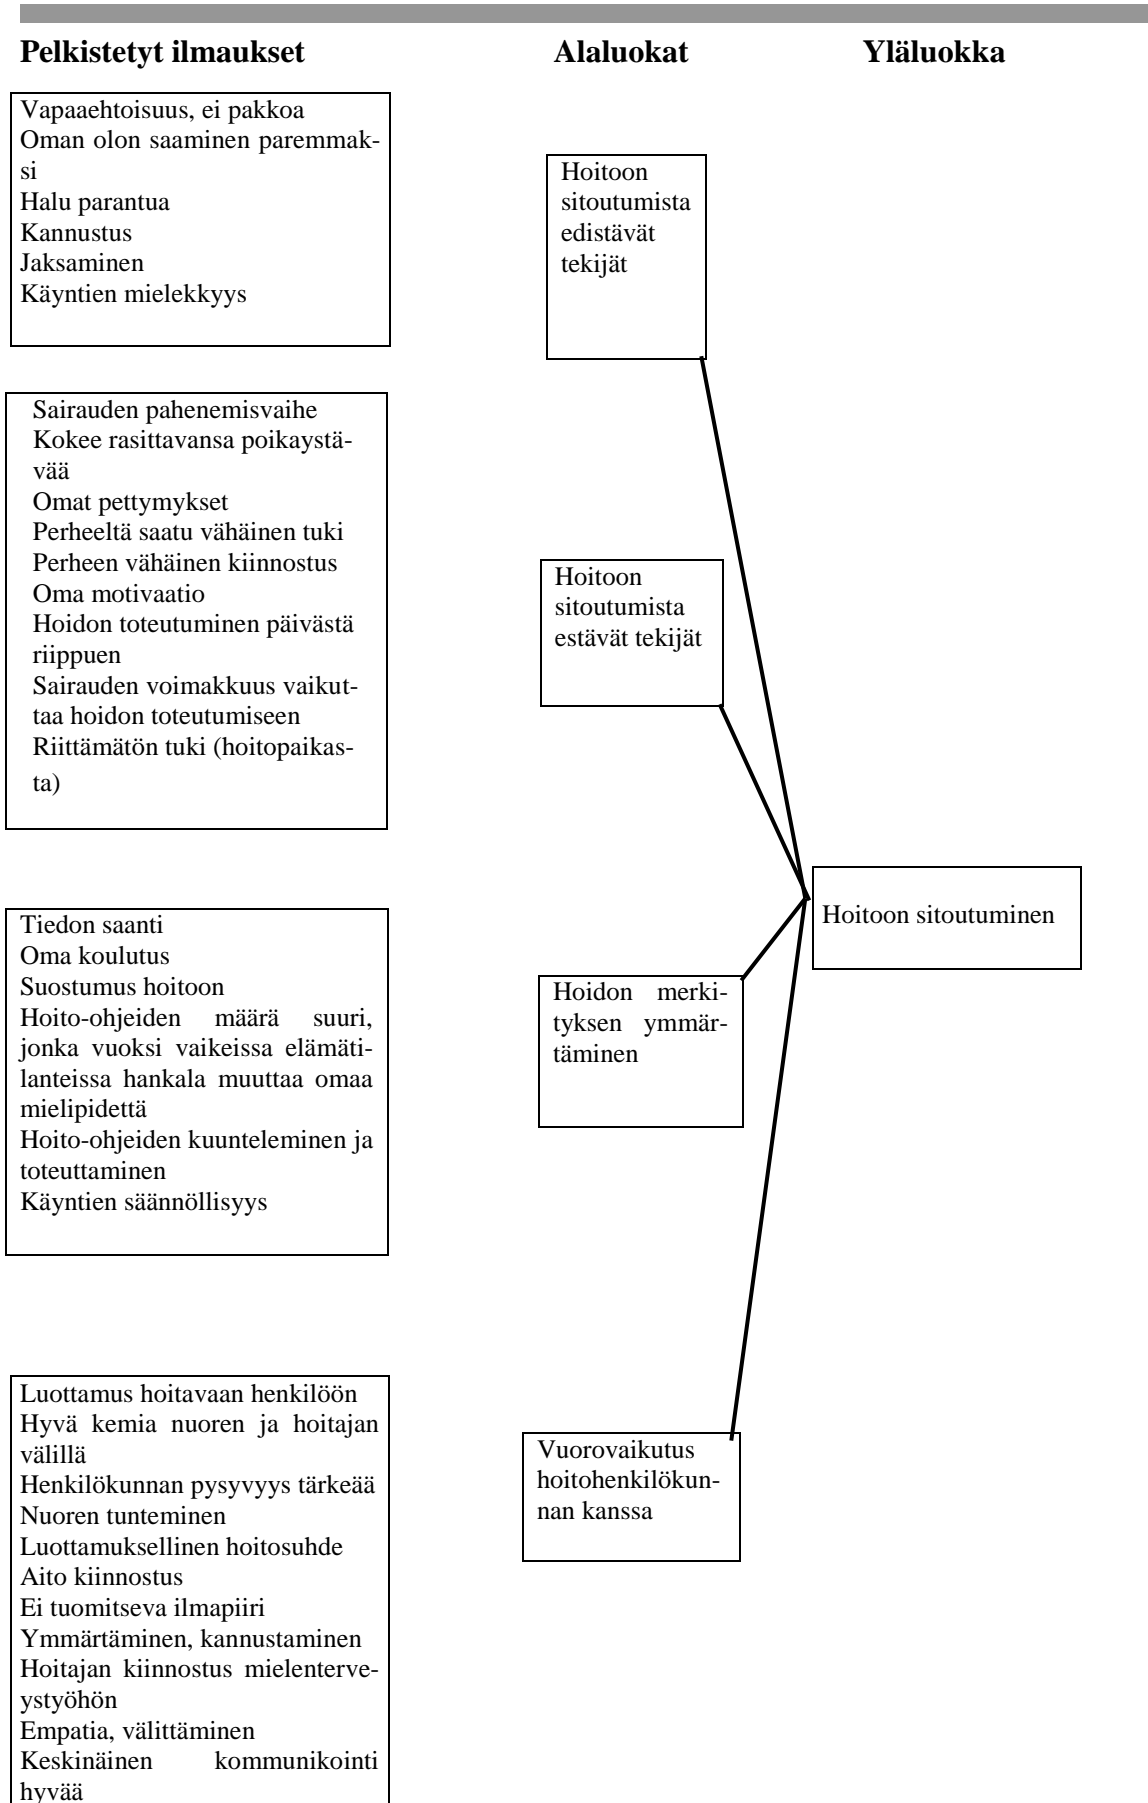 Pelkistetyt ilmaukset
Alaluokat
Yläluokka
Vapaaehtoisuus, ei pakkoa
Oman olon saaminen paremmak-
si
Halu parantua
Kannustus
Jaksaminen
Käyntien mielekkyys
Hoitoon
sitoutumista
edistävät
tekijät
Sairauden pahenemisvaihe
Kokee rasittavansa poikaystä-
vää
Omat pettymykset
Perheeltä saatu vähäinen tuki
Perheen vähäinen kiinnostus
Oma motivaatio
Hoidon toteutuminen päivästä
riippuen
Sairauden voimakkuus vaikut-
taa hoidon toteutumiseen
Riittämätön tuki (hoitopaikas-
ta)
Hoitoon
sitoutumista
estävät tekijät
Hoitoon sitoutuminen
Tiedon saanti
Oma koulutus
Suostumus hoitoon
Hoito-ohjeiden määrä suuri,
jonka vuoksi vaikeissa elämäti-
lanteissa hankala muuttaa omaa
mielipidettä
Hoito-ohjeiden kuunteleminen ja
toteuttaminen
Käyntien säännöllisyys
Hoidon merki-
tyksen ymmär-
täminen
Luottamus hoitavaan henkilöön
Hyvä kemia nuoren ja hoitajan
välillä
Henkilökunnan pysyvyys tärkeää
Nuoren tunteminen
Luottamuksellinen hoitosuhde
Aito kiinnostus
Ei tuomitseva ilmapiiri
Ymmärtäminen, kannustaminen
Hoitajan kiinnostus mielenterve-
ystyöhön
Empatia, välittäminen
Keskinäinen kommunikointi
hyvää
Vuorovaikutus
hoitohenkilökun-
nan kanssa